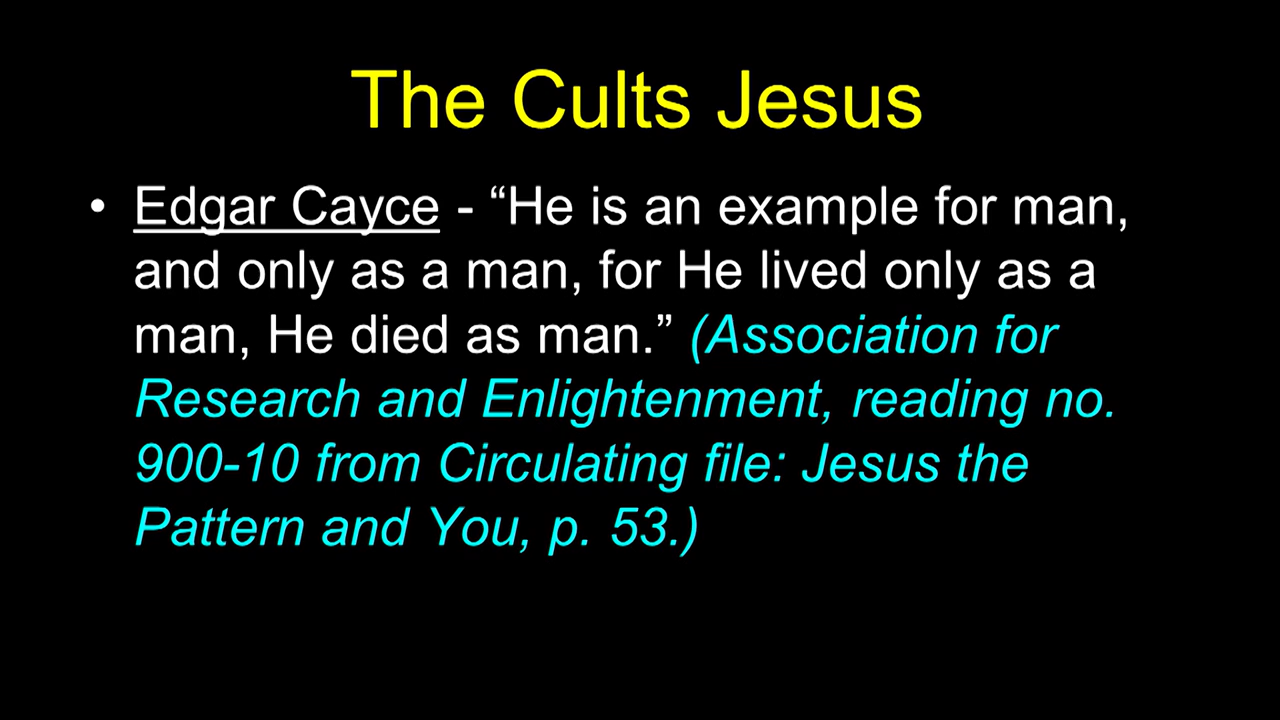 The Cults Jesus
• Edgar Cayce - “He is an example for man,
and only as a man, for He lived only as a
man, He died as man.” (Association for
Research and Enlightenment, reading no.
900-10 from Circulating file: Jesus the
Pattern and You, p. 53.)